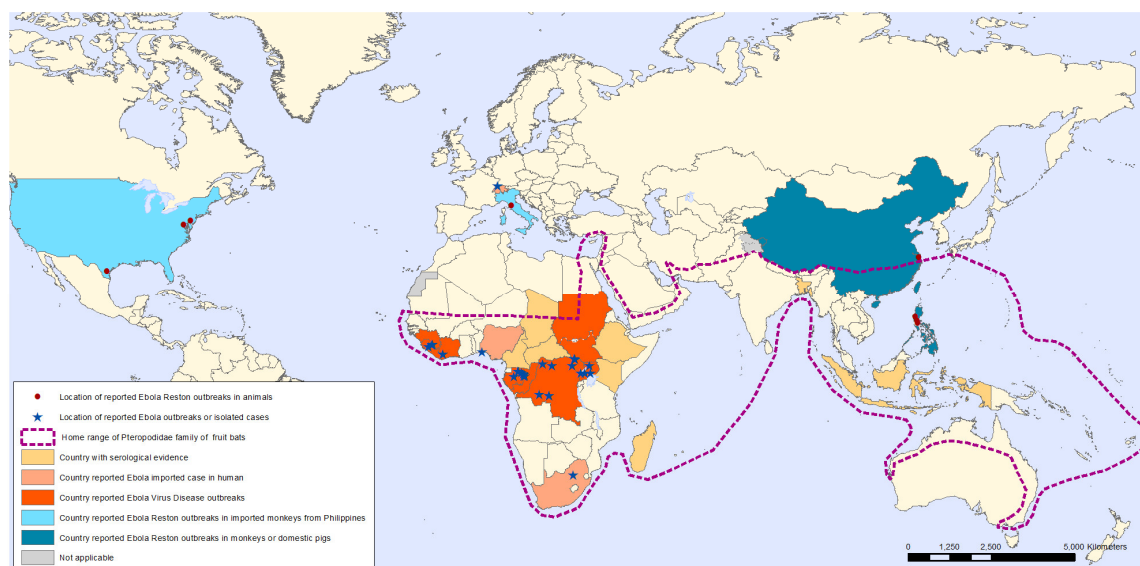 Location of reported Ebola Reston outbreaks in animals
Location of reported Ebola outbreaks or isolated cases
Home range of Pteropodidae family of fruit bats
Country with serological evidence
Country reported Ebola imported case in human
Country reported Ebola Virus Disease outbreaks
Country reported Ebola Reston outbreaks in imported monkeys from Philippines
Country reported Ebola Reston outbreaks in monkeys or domestic pigs
Not applicable
0 1,250 2,500 5,000 Kilometers